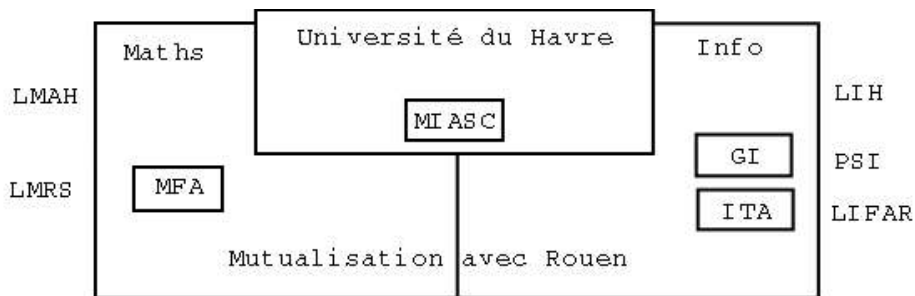 Université du Havre
Maths
Info
LMAH
LIH
MIASC
GI
PSI
LMRS
MFA
ITA
LIFAR
Mutualisation avec Rouen